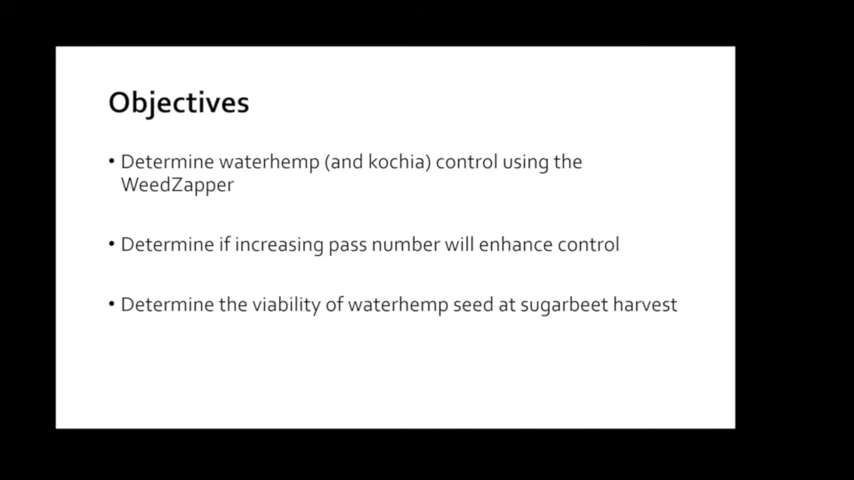 Objectives
• Determine waterhemp (and kochia) control using the
WeedZapper
• Determine if increasing pass number will enhance control
• Determine the viability of waterhemp seed at sugarbeet harvest